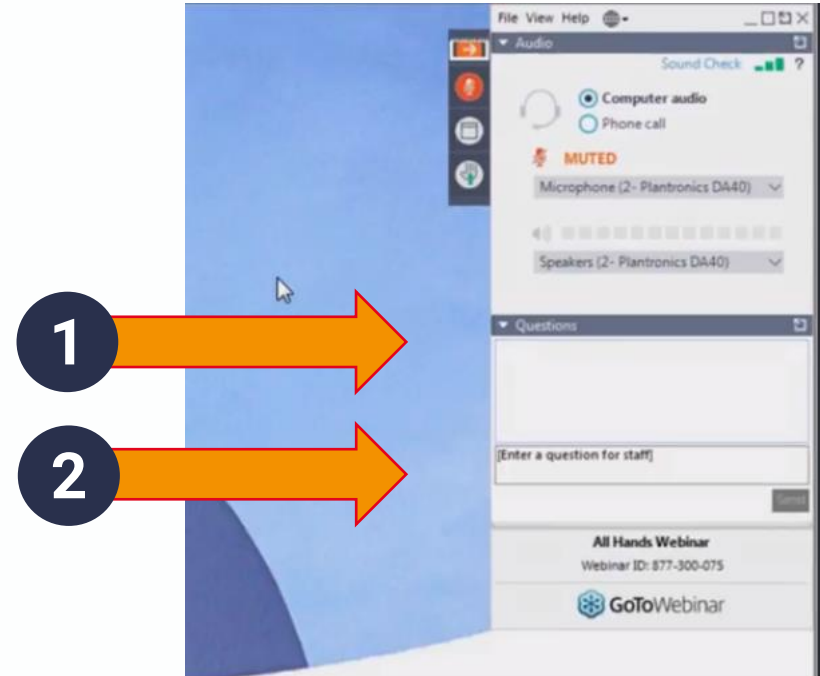 File View Help
Audio
Sound Check ?
Computer audio
Phone call
MUTED
Microphone (2- Plantronics DA40)
Speakers (2- Plantronics DA40)
1
Questions
2
[Enter a question for staff]
Send
All Hands Webinar
Webinar ID: 877-300-075
GoToWebinar